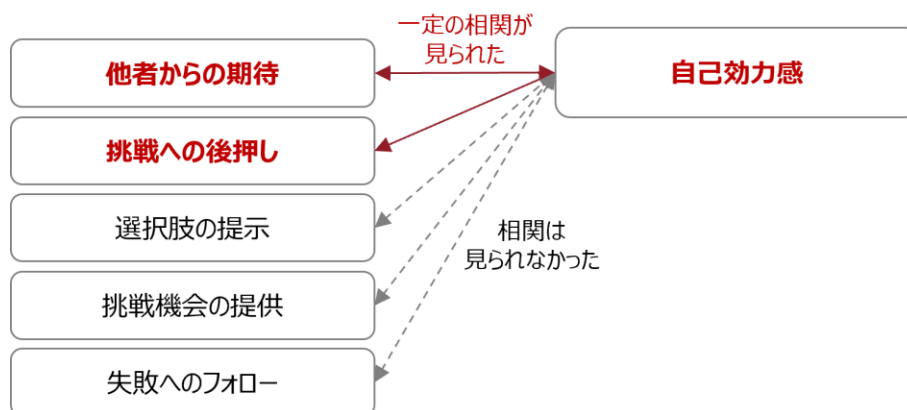 一定の相関が
見られた
他者からの期待
自己効力感
挑戦への後押し
選択肢の提示
相関は
見られなかった
挑戦機会の提供
失敗へのフォロー